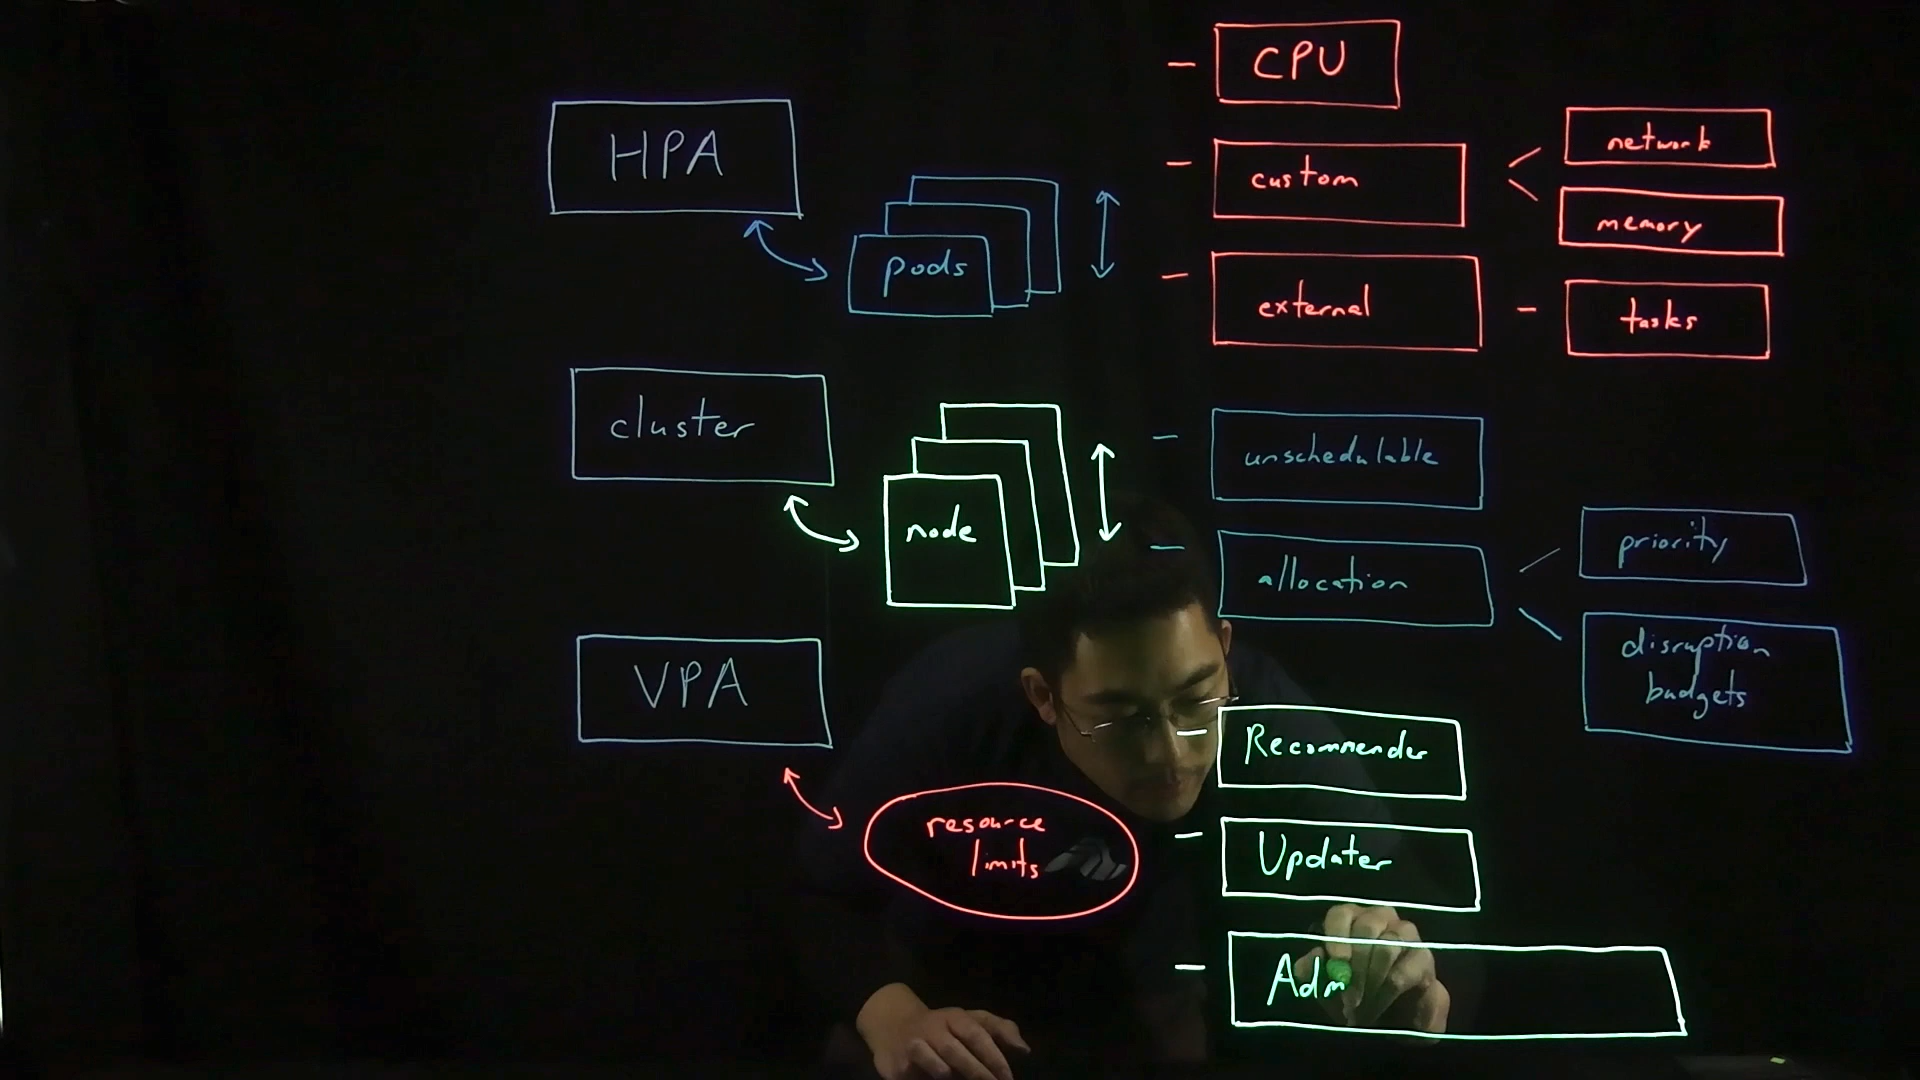 HPA
pods
CPU
custom
network
memory
external
tasks
cluster
node
unschedulable
allocation
priority
disruption
budgets
VPA
resource
limits
Recommender
Updater
Adm